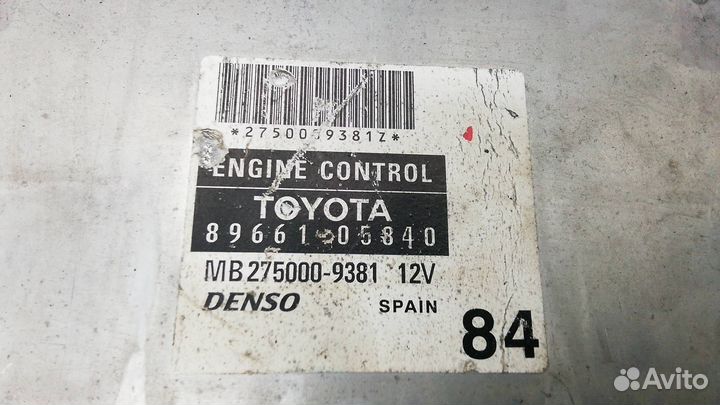 *2750009381Z*
ENGINE CONTROL
TOYOTA
89661-05840
MB275000-9381 12V
DENSO SPAIN 84
Avito